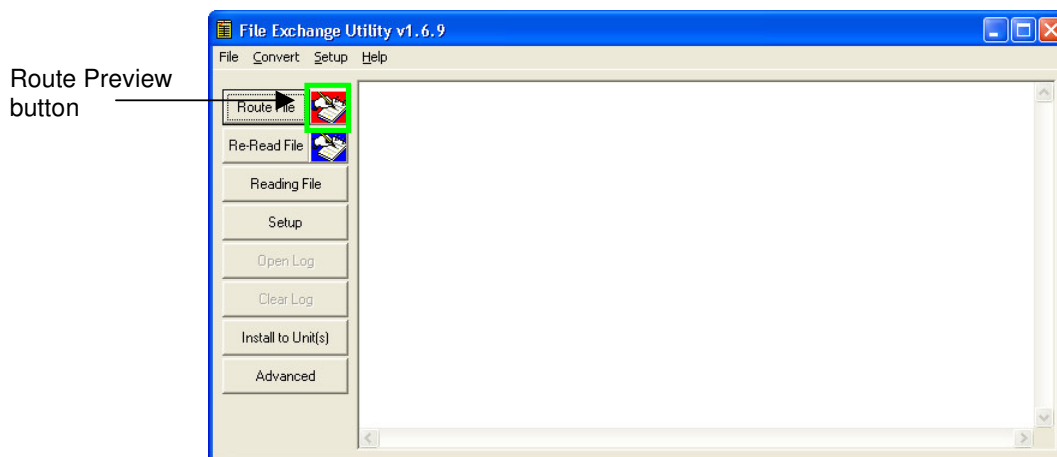 File Exchange Utility v1.6.9
File Convert Setup Help
Route Preview
button
Route File
Re-Read File
Reading File
Setup
Open Log
Clear Log
Install to Unit(s)
Advanced